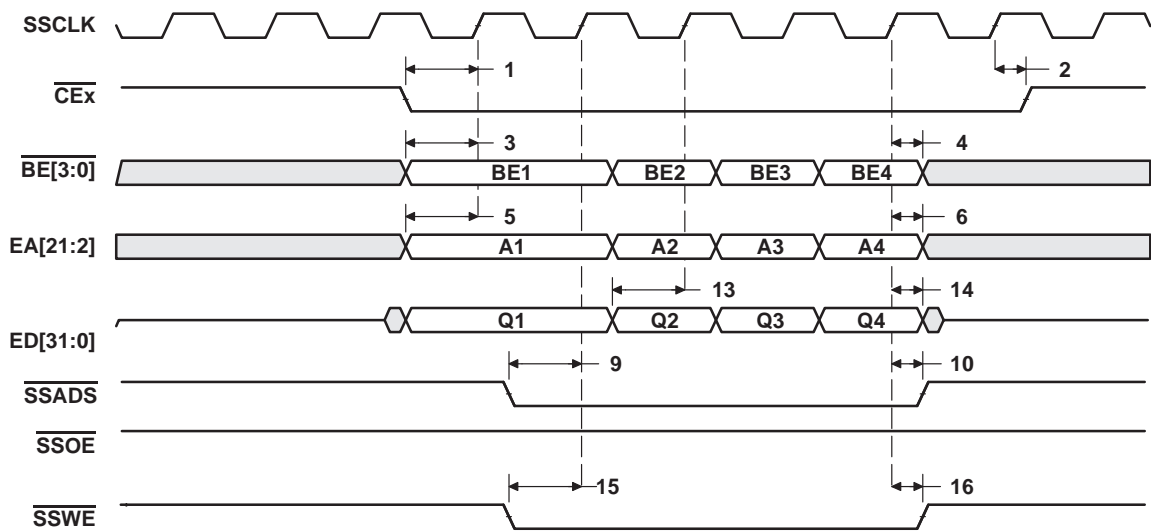 SSCLK
1 2
CEx
3 4
BE[3:0] BE1 BE2 BE3 BE4
5 6
EA[21:2] A1 A2 A3 A4
13 14
ED[31:0] Q1 Q2 Q3 Q4
9 10
SSADS
SSOE
15 16
SSWE